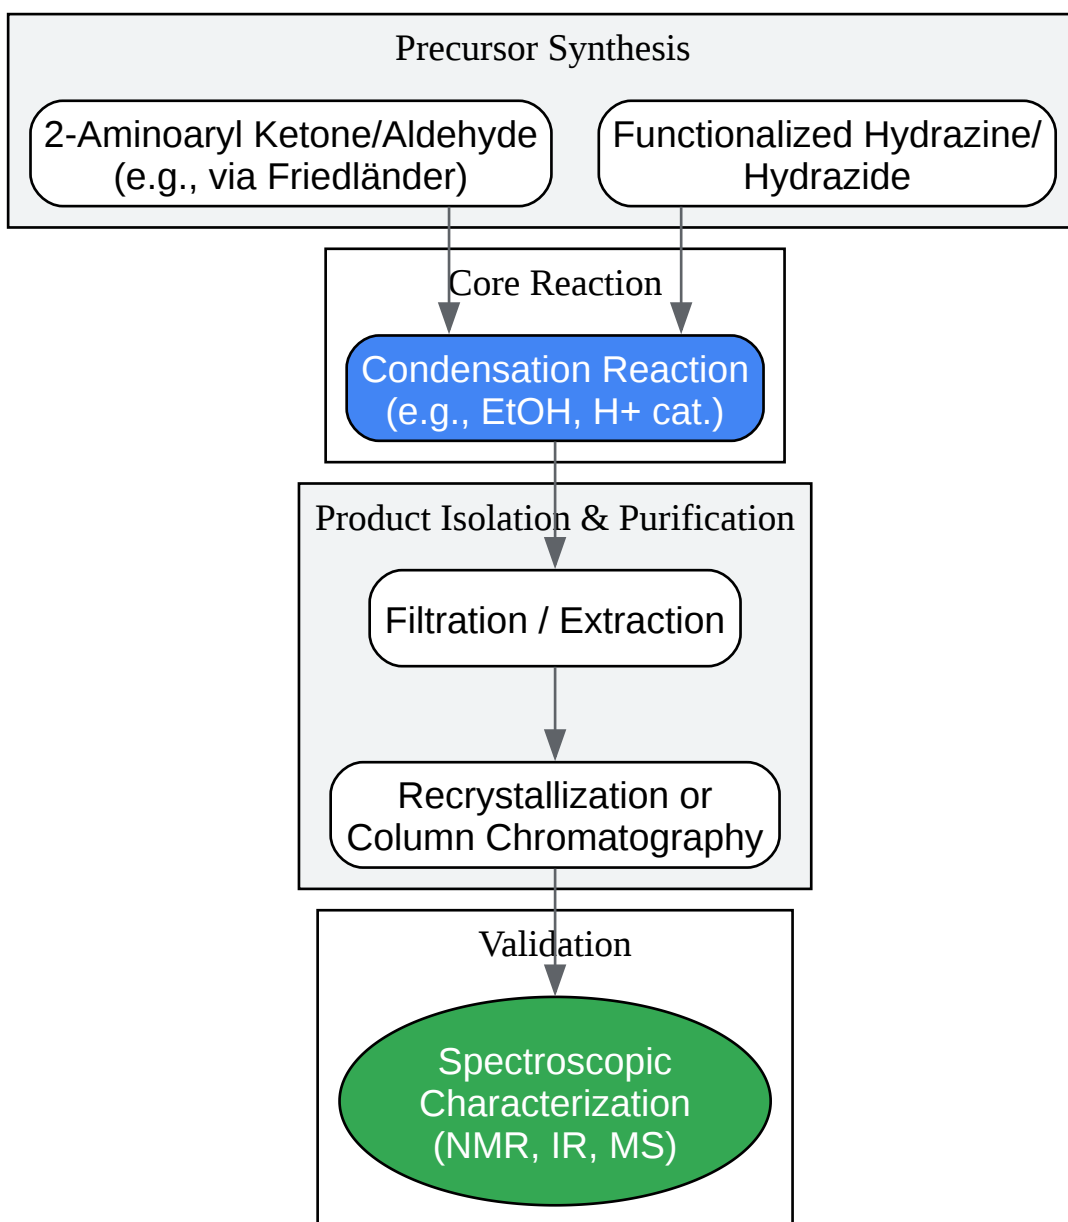 Precursor Synthesis
2-Aminoaryl Ketone/Aldehyde
(e.g., via Friedländer)
Functionalized Hydrazine/
Hydrazide
Core Reaction
Condensation Reaction
(e.g., EtOH, H+ cat.)
Product Isolation & Purification
Filtration / Extraction
Recrystallization or
Column Chromatography
Validation
Spectroscopic
Characterization
(NMR, IR, MS)